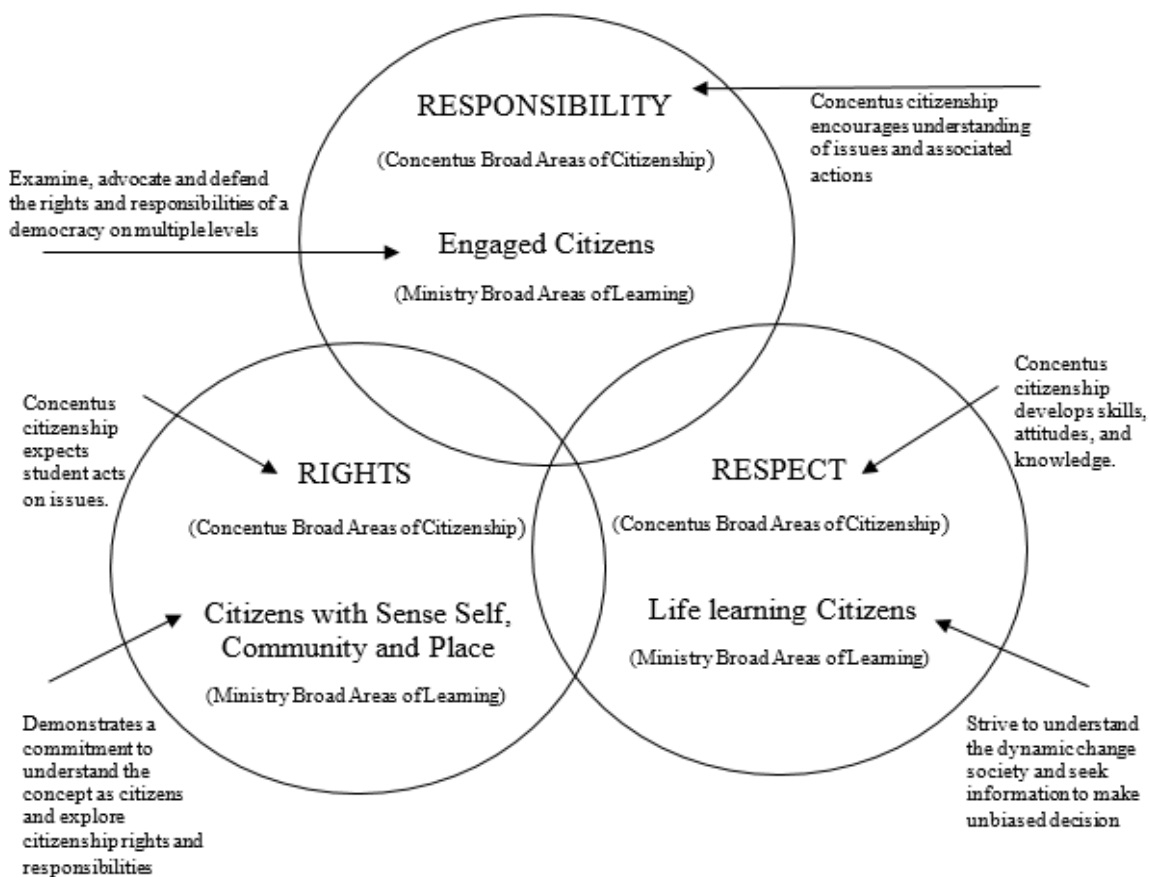 RESPONSIBILITY
(Concentus Broad Areas of Citizenship)
Engaged Citizens
(Ministry Broad Areas of Learning)
Concentus citizenship
encourages understanding
of issues and associated
actions
Examine, advocate and defend
the rights and responsibilities of a
democracy on multiple levels
Concentus
citizenship
expects
student acts
on issues.
RIGHTS
(Concentus Broad Areas of Citizenship)
Citizens with Sense Self,
Community and Place
(Ministry Broad Areas of Learning)
Demonstrates a
commitment to
understand the
concept as citizens
and explore
citizenship rights and
responsibilities
Concentus
citizenship
develops skills,
attitudes, and
knowledge.
RESPECT
(Concentus Broad Areas of Citizenship)
Life learning Citizens
(Ministry Broad Areas of Learning)
Strive to understand
the dynamic change
society and seek
information to make
unbiased decision